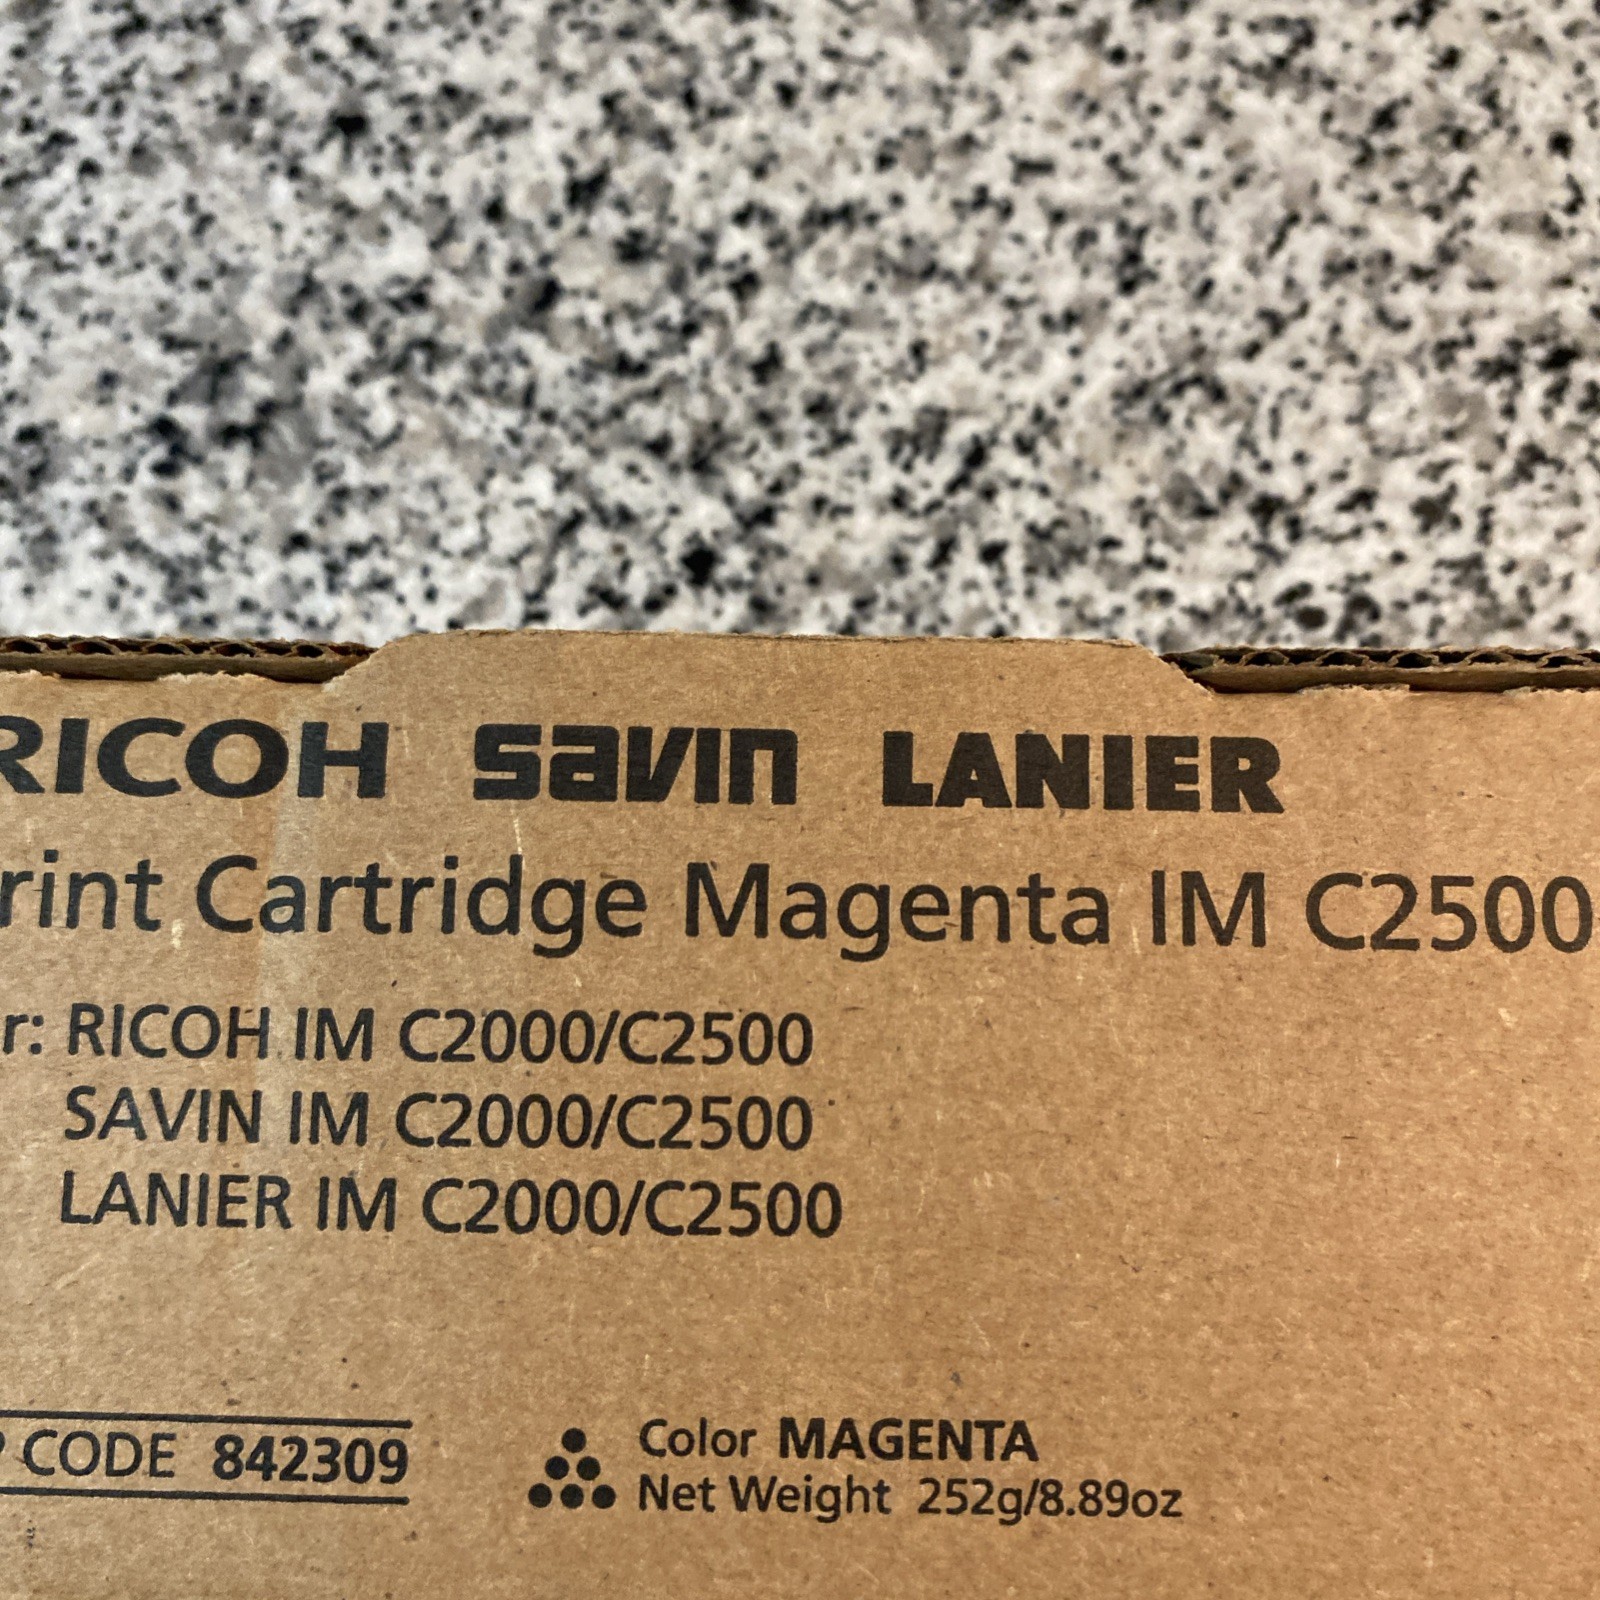 RICOH savin LANIER
rint Cartridge Magenta IM C2500
r: RICOH IM C2000/C2500
SAVIN IM C2000/C2500
LANIER IM C2000/C2500
CODE 842309
Color MAGENTA
Net Weight 252g/8.89oz